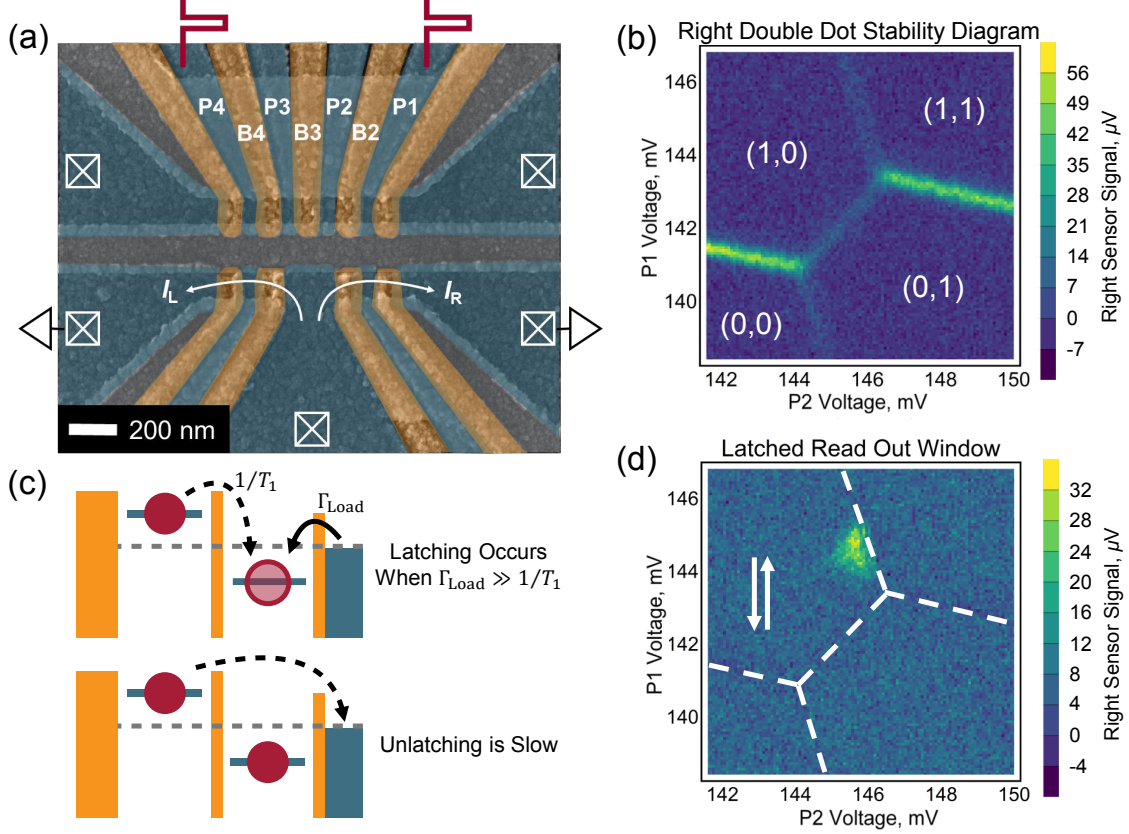 (a)
P4
P3
P2
P1
B4
B3
B2
I_L
I_R
200 nm
(b)
Right Double Dot Stability Diagram
P1 Voltage, mV
146
144
142
140
(1,1)
(1,0)
(0,1)
(0,0)
142
144
146
148
150
P2 Voltage, mV
56
49
42
35
28
21
14
7
0
-7
Right Sensor Signal, µV
(c)
1/T₁
Γ_Load
Latching Occurs
When Γ_Load ≫ 1/T₁
Unlatching is Slow
(d)
Latched Read Out Window
P1 Voltage, mV
146
144
142
140
142
144
146
148
150
P2 Voltage, mV
32
28
24
20
16
12
8
4
0
-4
Right Sensor Signal, µV